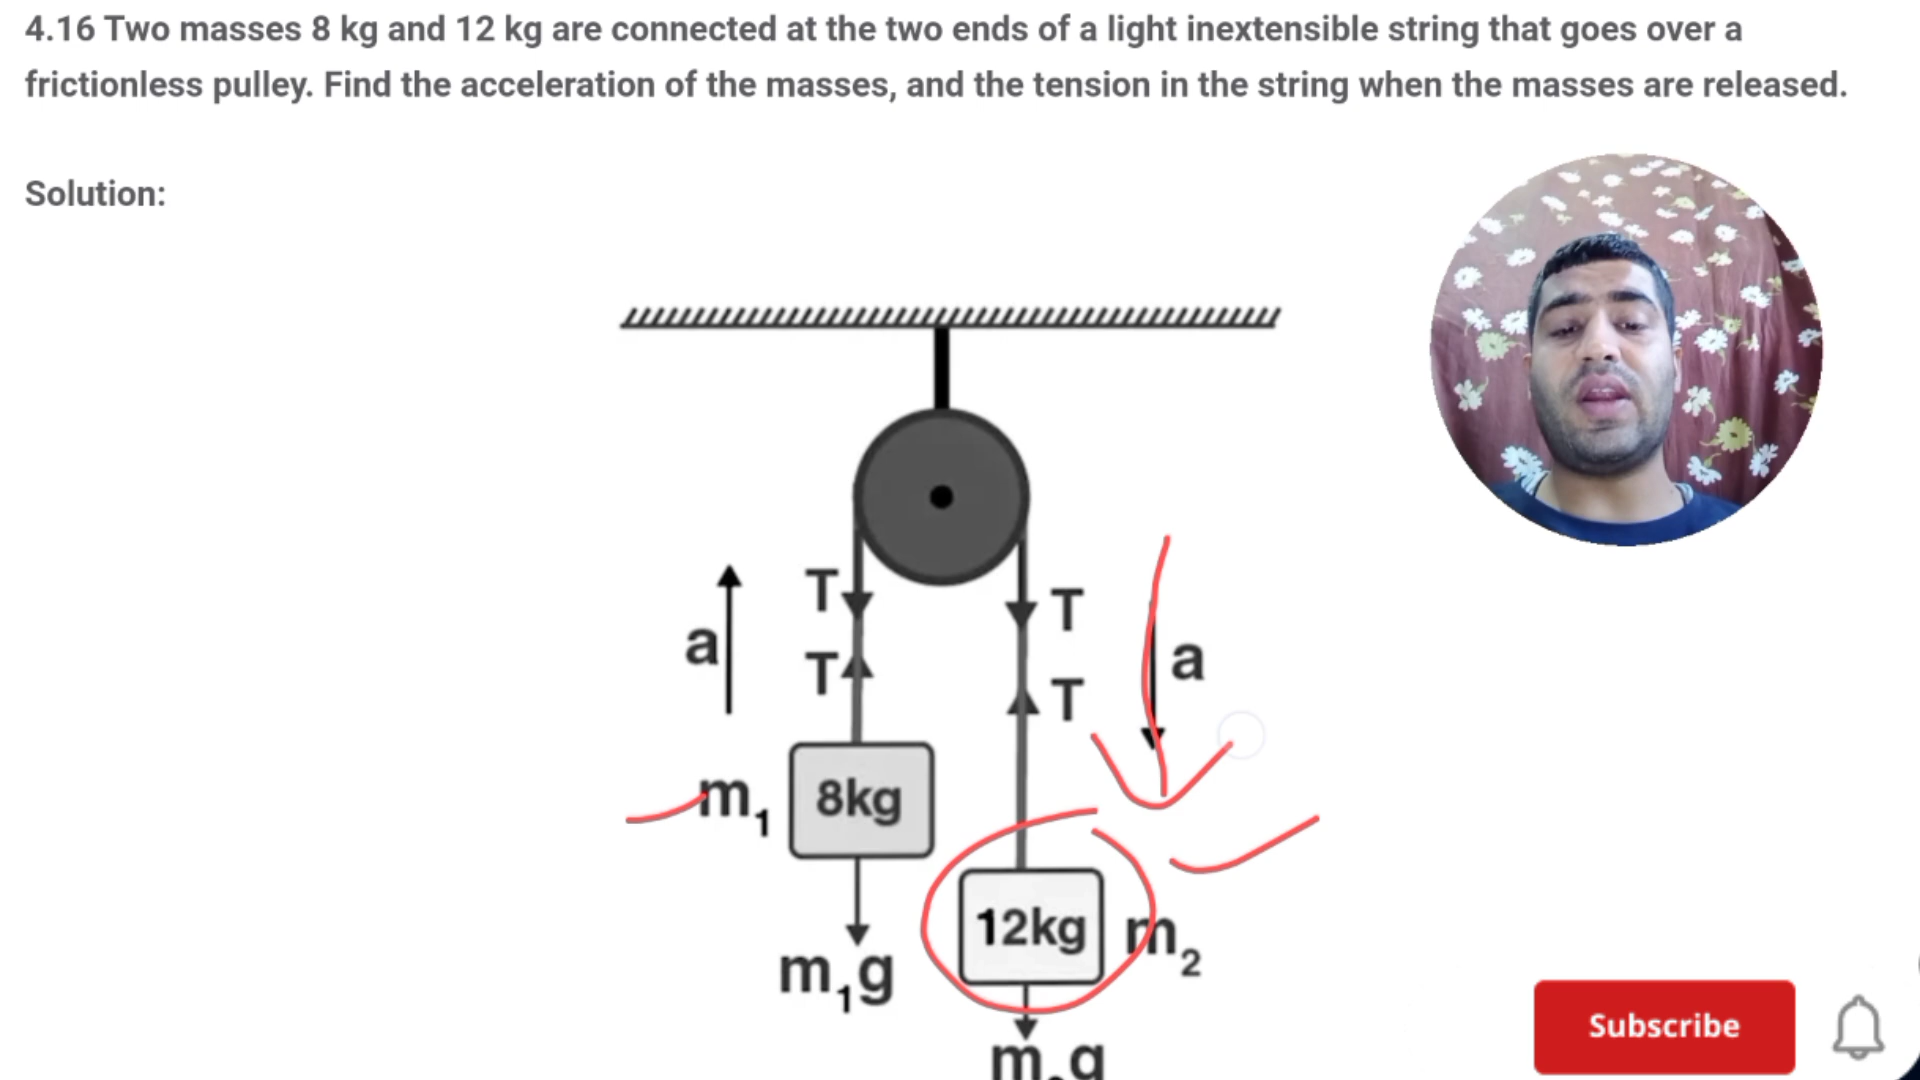 4.16 Two masses 8 kg and 12 kg are connected at the two ends of a light inextensible string that goes over a
frictionless pulley. Find the acceleration of the masses, and the tension in the string when the masses are released.
Solution:
T
T
a
a
T
T
m₁
8kg
12kg
m₂
m₁g
Subscribe